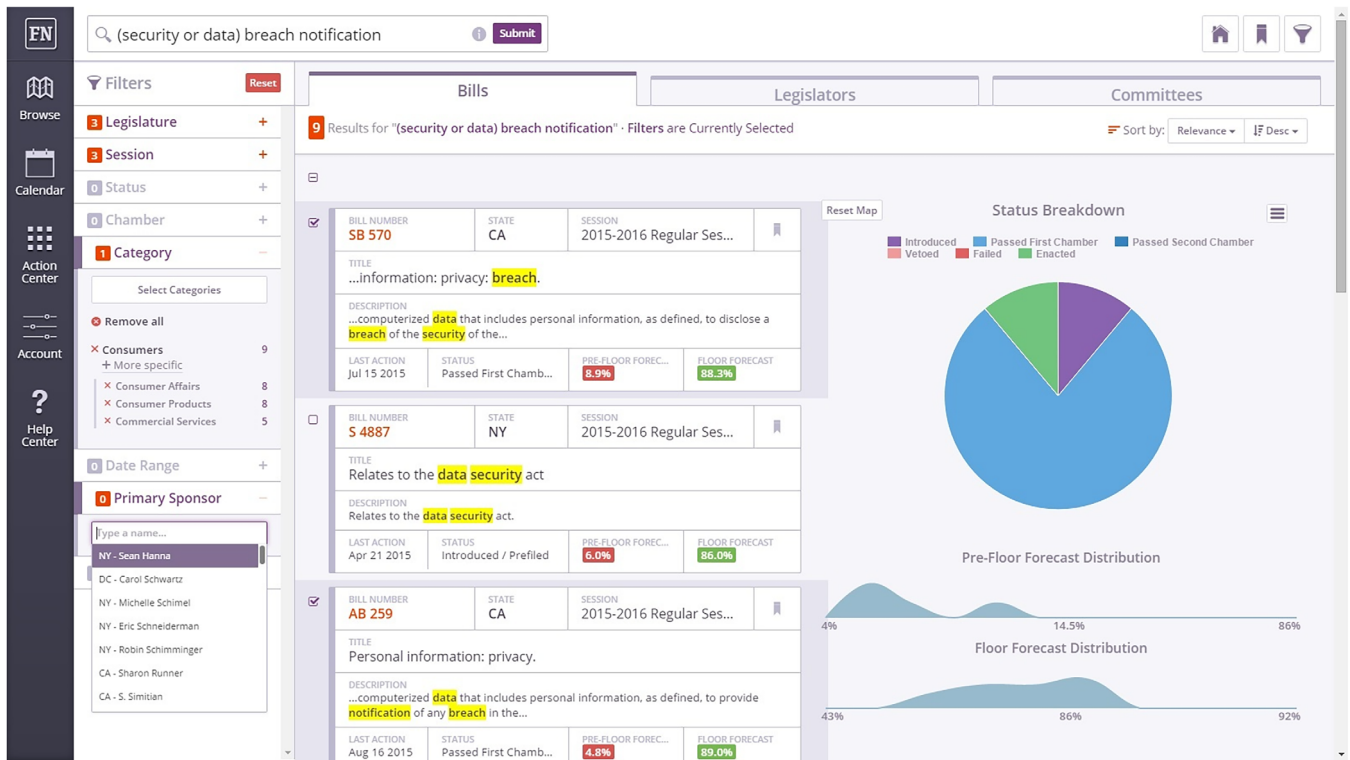 FN
(security or data) breach notification
i
Submit
Browse
Calendar
Action
Center
Account
?
Help
Center
Filters
Reset
3 Legislature +
3 Session +
0 Status +
0 Chamber +
1 Category −
Select Categories
Remove all
× Consumers 9
+ More specific
× Consumer Affairs 8
× Consumer Products 8
× Commercial Services 5
0 Date Range +
0 Primary Sponsor −
Type a name...
NY - Sean Hanna
DC - Carol Schwartz
NY - Michelle Schimel
NY - Eric Schneiderman
NY - Robin Schimminger
CA - Sharon Runner
CA - S. Simitian
Bills
Legislators
Committees
9 Results for "(security or data) breach notification" · Filters are Currently Selected
Sort by: Relevance Desc
BILL NUMBER STATE SESSION
SB 570 CA 2015-2016 Regular Ses...
TITLE
...information: privacy: breach.
DESCRIPTION
...computerized data that includes personal information, as defined, to disclose a
breach of the security of the...
LAST ACTION STATUS PRE-FLOOR FOREC... FLOOR FORECAST
Jul 15 2015 Passed First Chamb... 8.9% 88.3%
BILL NUMBER STATE SESSION
S 4887 NY 2015-2016 Regular Ses...
TITLE
Relates to the data security act
DESCRIPTION
Relates to the data security act.
LAST ACTION STATUS PRE-FLOOR FOREC... FLOOR FORECAST
Apr 21 2015 Introduced / Prefiled 6.0% 86.0%
BILL NUMBER STATE SESSION
AB 259 CA 2015-2016 Regular Ses...
TITLE
Personal information: privacy.
DESCRIPTION
...computerized data that includes personal information, as defined, to provide
notification of any breach in the...
LAST ACTION STATUS PRE-FLOOR FOREC... FLOOR FORECAST
Aug 16 2015 Passed First Chamb... 4.8% 89.0%
Reset Map
Status Breakdown
Introduced Passed First Chamber Passed Second Chamber
Vetoed Failed Enacted
Pre-Floor Forecast Distribution
4% 14.5% 86%
Floor Forecast Distribution
43% 86% 92%